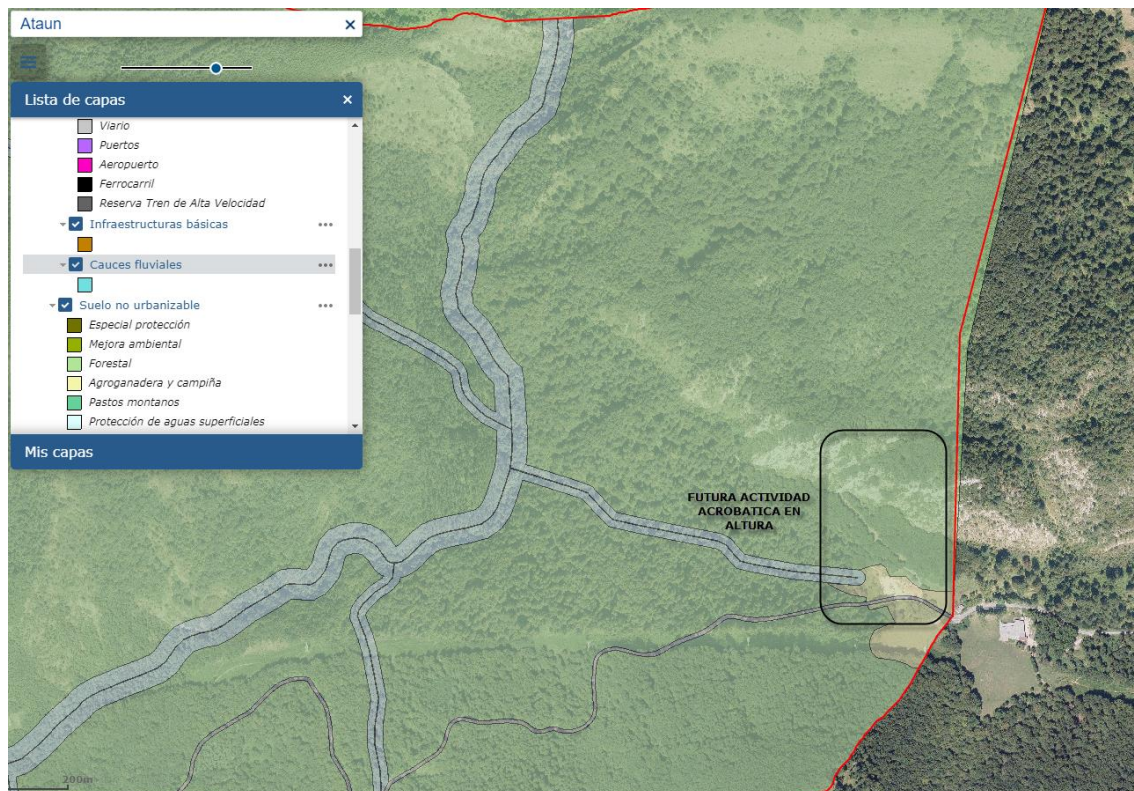 Ataun
Lista de capas
Viario
Puertos
Aeropuerto
Ferrocarril
Reserva Tren de Alta Velocidad
Infraestructuras básicas
Cauces fluviales
Suelo no urbanizable
Especial protección
Mejora ambiental
Forestal
Agroganadera y campiña
Pastos montanos
Protección de aguas superficiales
Mis capas
FUTURA ACTIVIDAD
ACROBATICA EN
ALTURA
200m